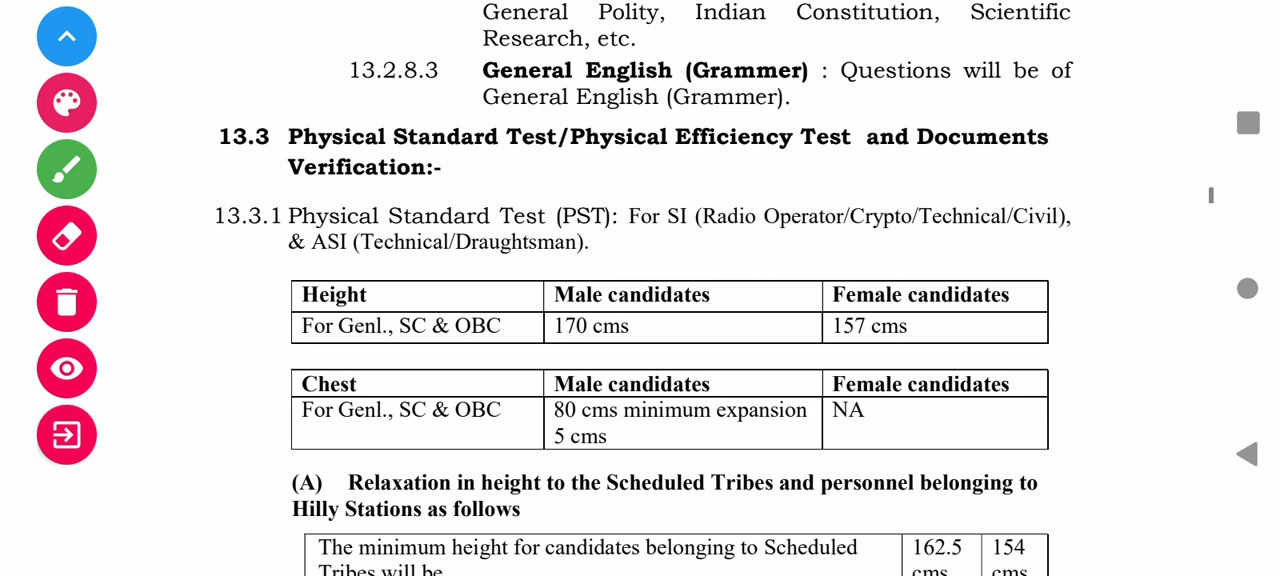 General Polity, Indian Constitution, Scientific
Research, etc.
13.2.8.3 General English (Grammer) : Questions will be of
General English (Grammer).
13.3 Physical Standard Test/Physical Efficiency Test and Documents
Verification:-
13.3.1 Physical Standard Test (PST): For SI (Radio Operator/Crypto/Technical/Civil),
& ASI (Technical/Draughtsman).
Height Male candidates Female candidates
For Genl., SC & OBC 170 cms 157 cms
Chest Male candidates Female candidates
For Genl., SC & OBC 80 cms minimum expansion NA
5 cms
(A) Relaxation in height to the Scheduled Tribes and personnel belonging to
Hilly Stations as follows
The minimum height for candidates belonging to Scheduled 162.5 154
Tribes will be cms cms